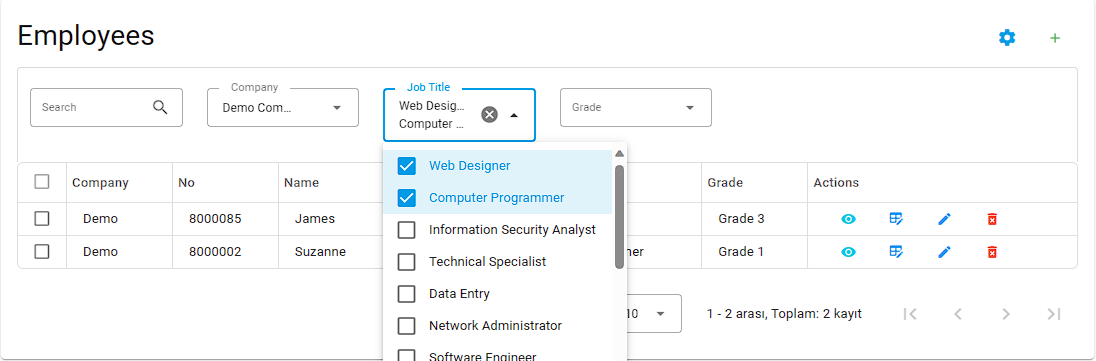 Employees
Search
Company
Demo Com...
Job Title
Web Desig...
Computer ...
Grade
Company No Name Grade Actions
Demo 8000085 James Grade 3
Demo 8000002 Suzanne Grade 1
Web Designer
Computer Programmer
Information Security Analyst
Technical Specialist
Data Entry
Network Administrator
Software Engineer
10 1 - 2 arası, Toplam: 2 kayıt